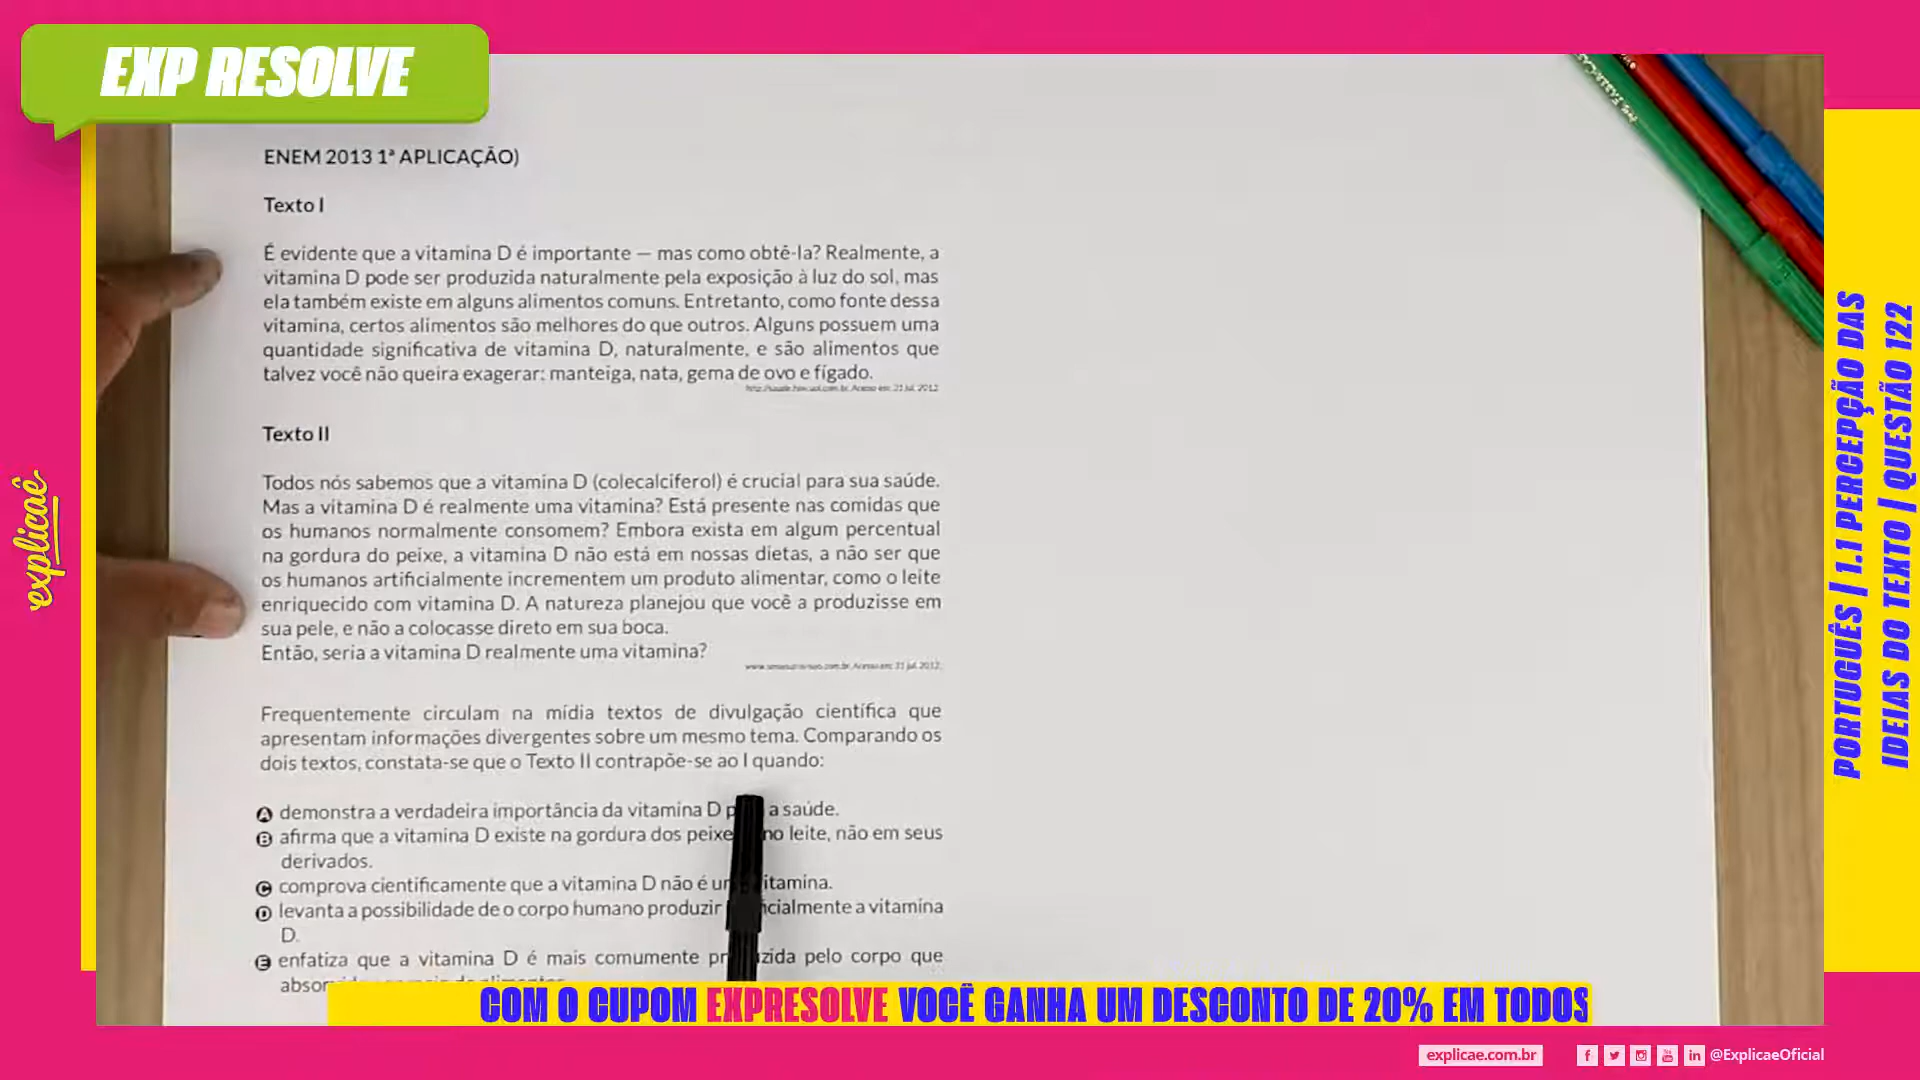 EXP RESOLVE
ENEM 2013 1ª APLICAÇÃO)
Texto I
É evidente que a vitamina D é importante — mas como obtê-la? Realmente, a
vitamina D pode ser produzida naturalmente pela exposição à luz do sol, mas
ela também existe em alguns alimentos comuns. Entretanto, como fonte dessa
vitamina, certos alimentos são melhores do que outros. Alguns possuem uma
quantidade significativa de vitamina D, naturalmente, e são alimentos que
talvez você não queira exagerar: manteiga, nata, gema de ovo e fígado.
Acesso em: 31 jul. 2012
Texto II
Todos nós sabemos que a vitamina D (colecalciferol) é crucial para sua saúde.
Mas a vitamina D é realmente uma vitamina? Está presente nas comidas que
os humanos normalmente consomem? Embora exista em algum percentual
na gordura do peixe, a vitamina D não está em nossas dietas, a não ser que
os humanos artificialmente incrementem um produto alimentar, como o leite
enriquecido com vitamina D. A natureza planejou que você a produzisse em
sua pele, e não a colocasse direto em sua boca.
Então, seria a vitamina D realmente uma vitamina?
Acesso em: 31 jul. 2012.
Frequentemente circulam na mídia textos de divulgação científica que
apresentam informações divergentes sobre um mesmo tema. Comparando os
dois textos, constata-se que o Texto II contrapõe-se ao I quando:
A demonstra a verdadeira importância da vitamina D a saúde.
B afirma que a vitamina D existe na gordura dos no leite, não em seus
derivados.
C comprova cientificamente que a vitamina D não é
D levanta a possibilidade de o corpo humano produzir a vitamina
D.
E enfatiza que a vitamina D é mais comumente pelo corpo que
COM O CUPOM EXPRESOLVE VOCÊ GANHA UM DESCONTO DE 20% EM TODOS
explicaê
PORTUGUÊS | 1.1 PERCEPÇÃO DAS
IDEIAS DO TEXTO | QUESTÃO 122
explicae.com.br
@ExplicaeOficial